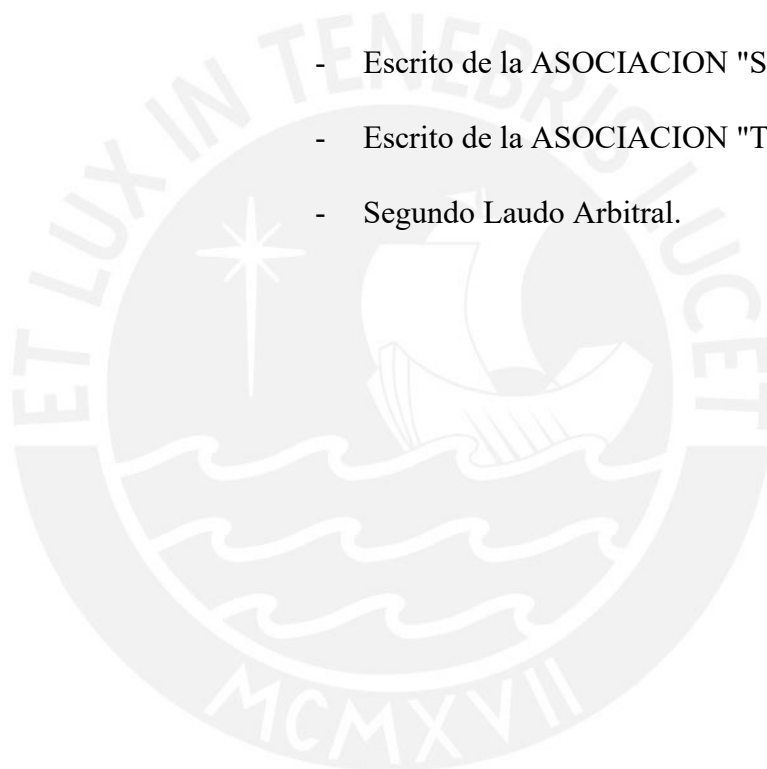 - Escrito de la ASOCIACION "S
- Escrito de la ASOCIACION "T
- Segundo Laudo Arbitral.
ET LUX IN TENEBRIS LUCET
MCMXVII